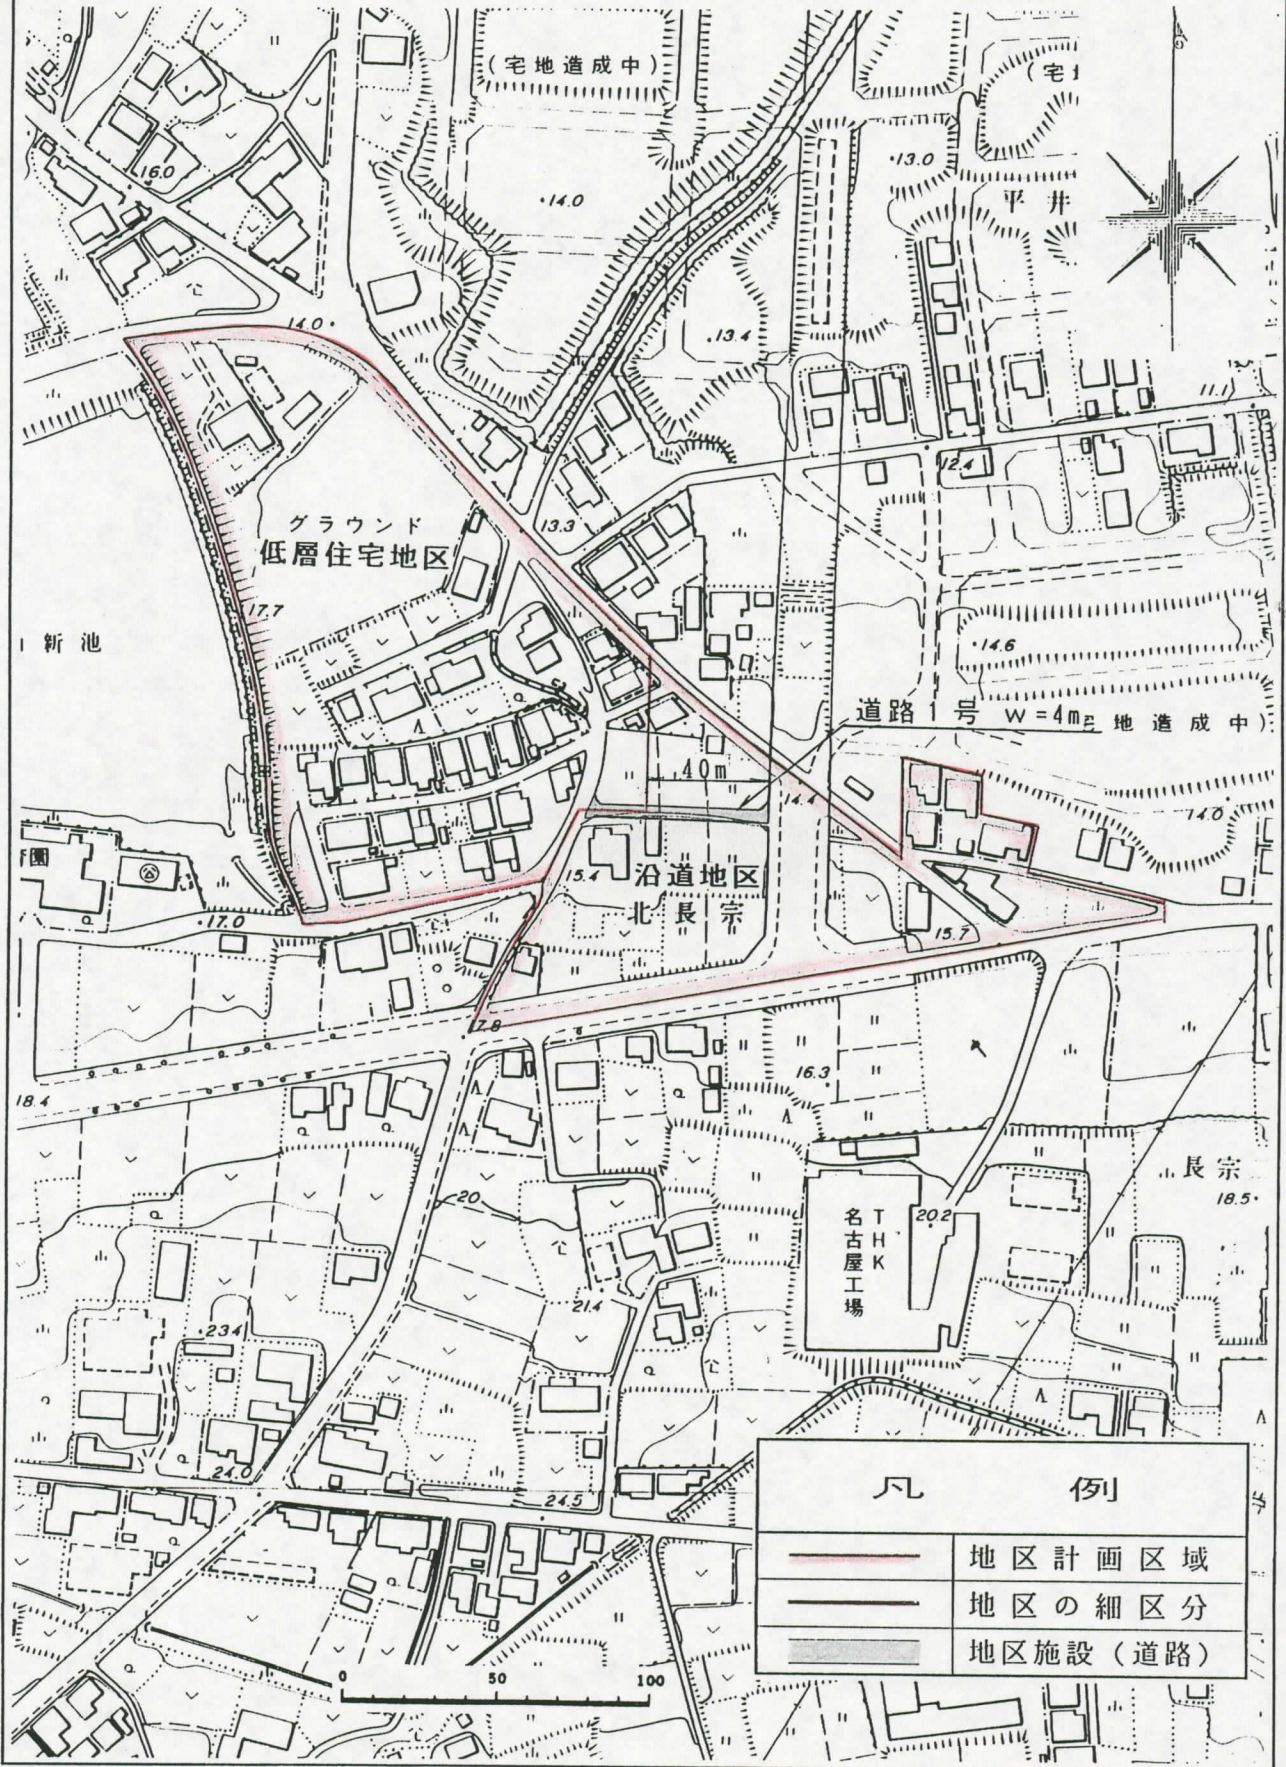 (宅地造成中)
(宅
・13.0
16.0
平井
・14.0
14.0・
・13.4
11.1
12.4
グラウンド
13.3
低層住宅地区
17.7
新池
・14.6
道路1号 W=4m
地造成中)
40m
14.4
14.0
園
15.4
沿道地区
17.0
北長宗
15.7
7.8
16.3
18.4
長宗
18.5・
20
20.2
THK
名古屋工場
21.4
・23.4
24.0
24.5
凡例
地区計画区域
地区の細区分
地区施設(道路)
0 50 100